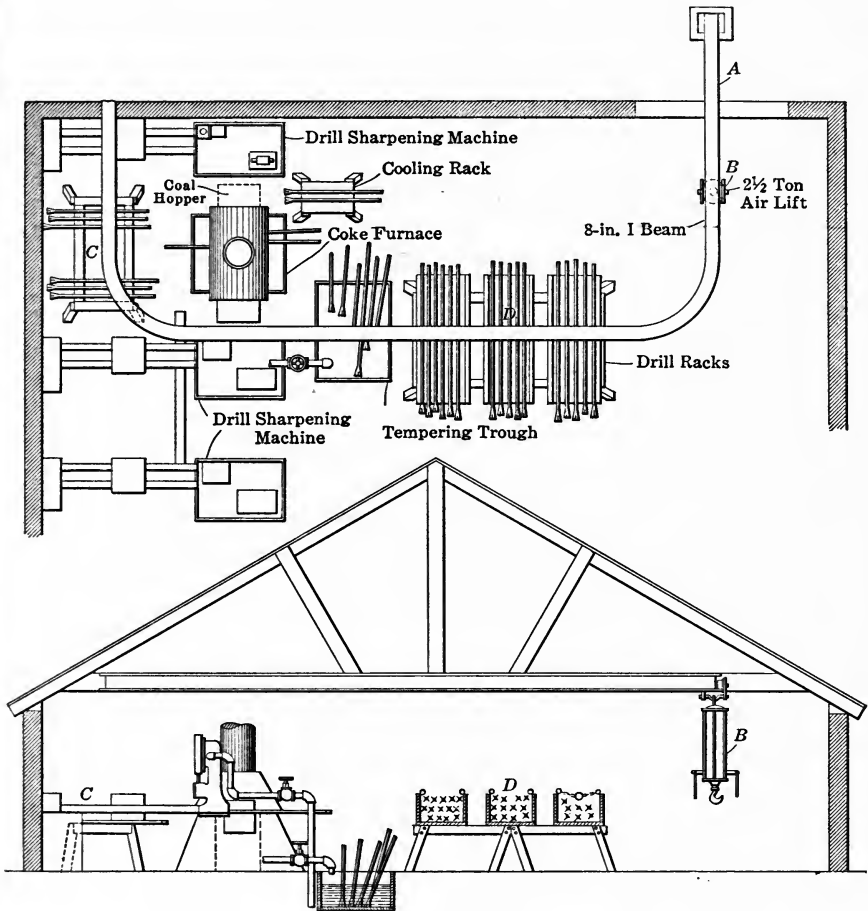 A
Drill Sharpening Machine
Cooling Rack
Coal
Hopper
B
2½ Ton
Air Lift
8-in. I Beam
C
Coke Furnace
D
Drill Racks
Drill Sharpening
Machine
Tempering Trough
B
C
D